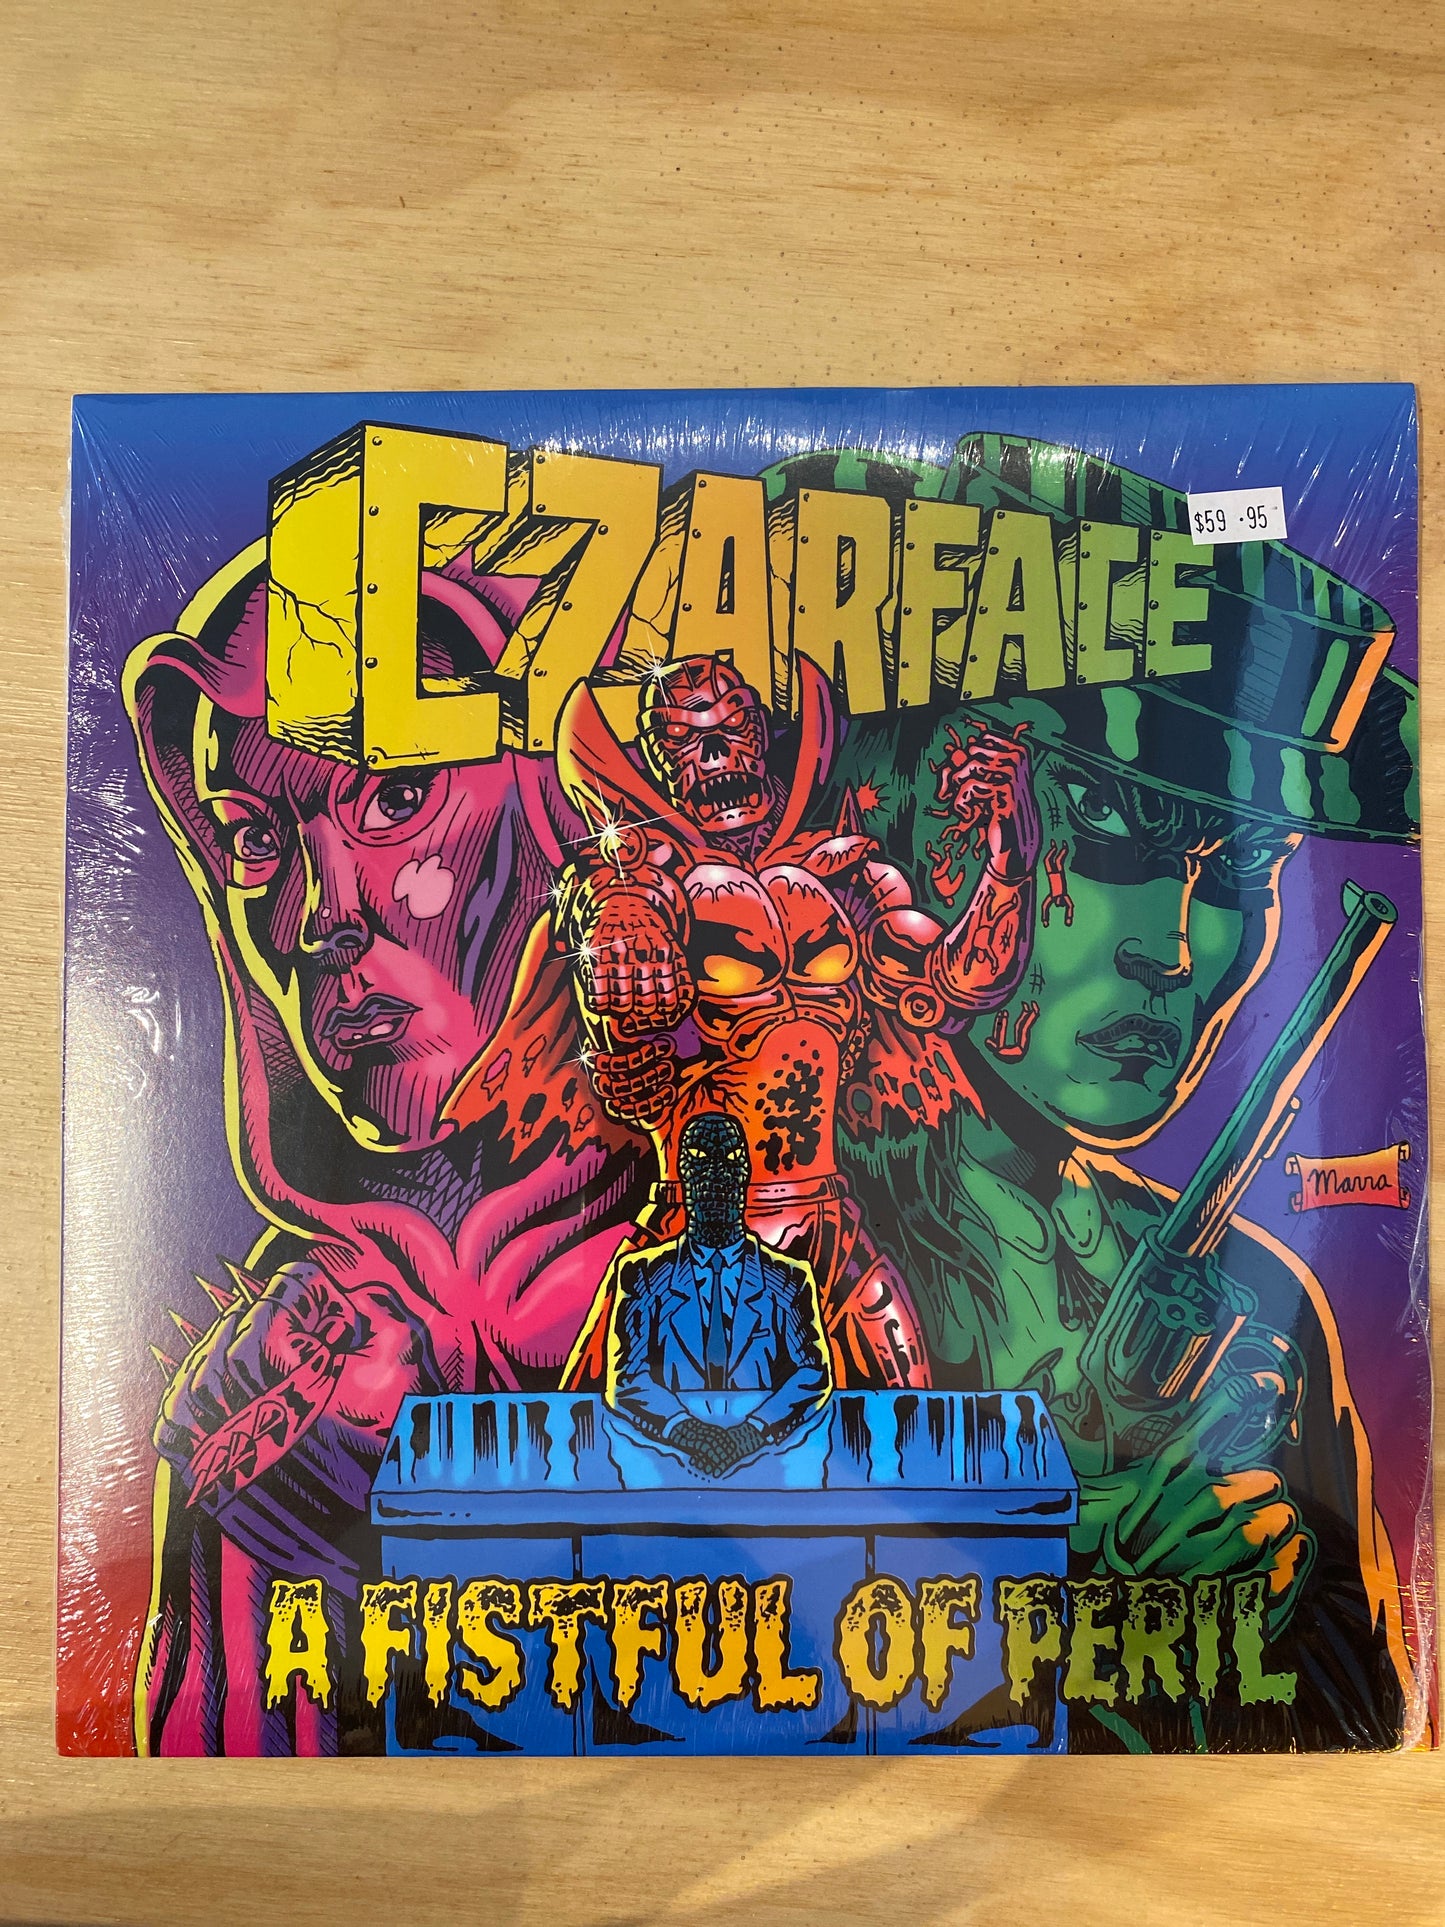 CZARFACE
$59.95
Marra
A FISTFUL OF PERIL